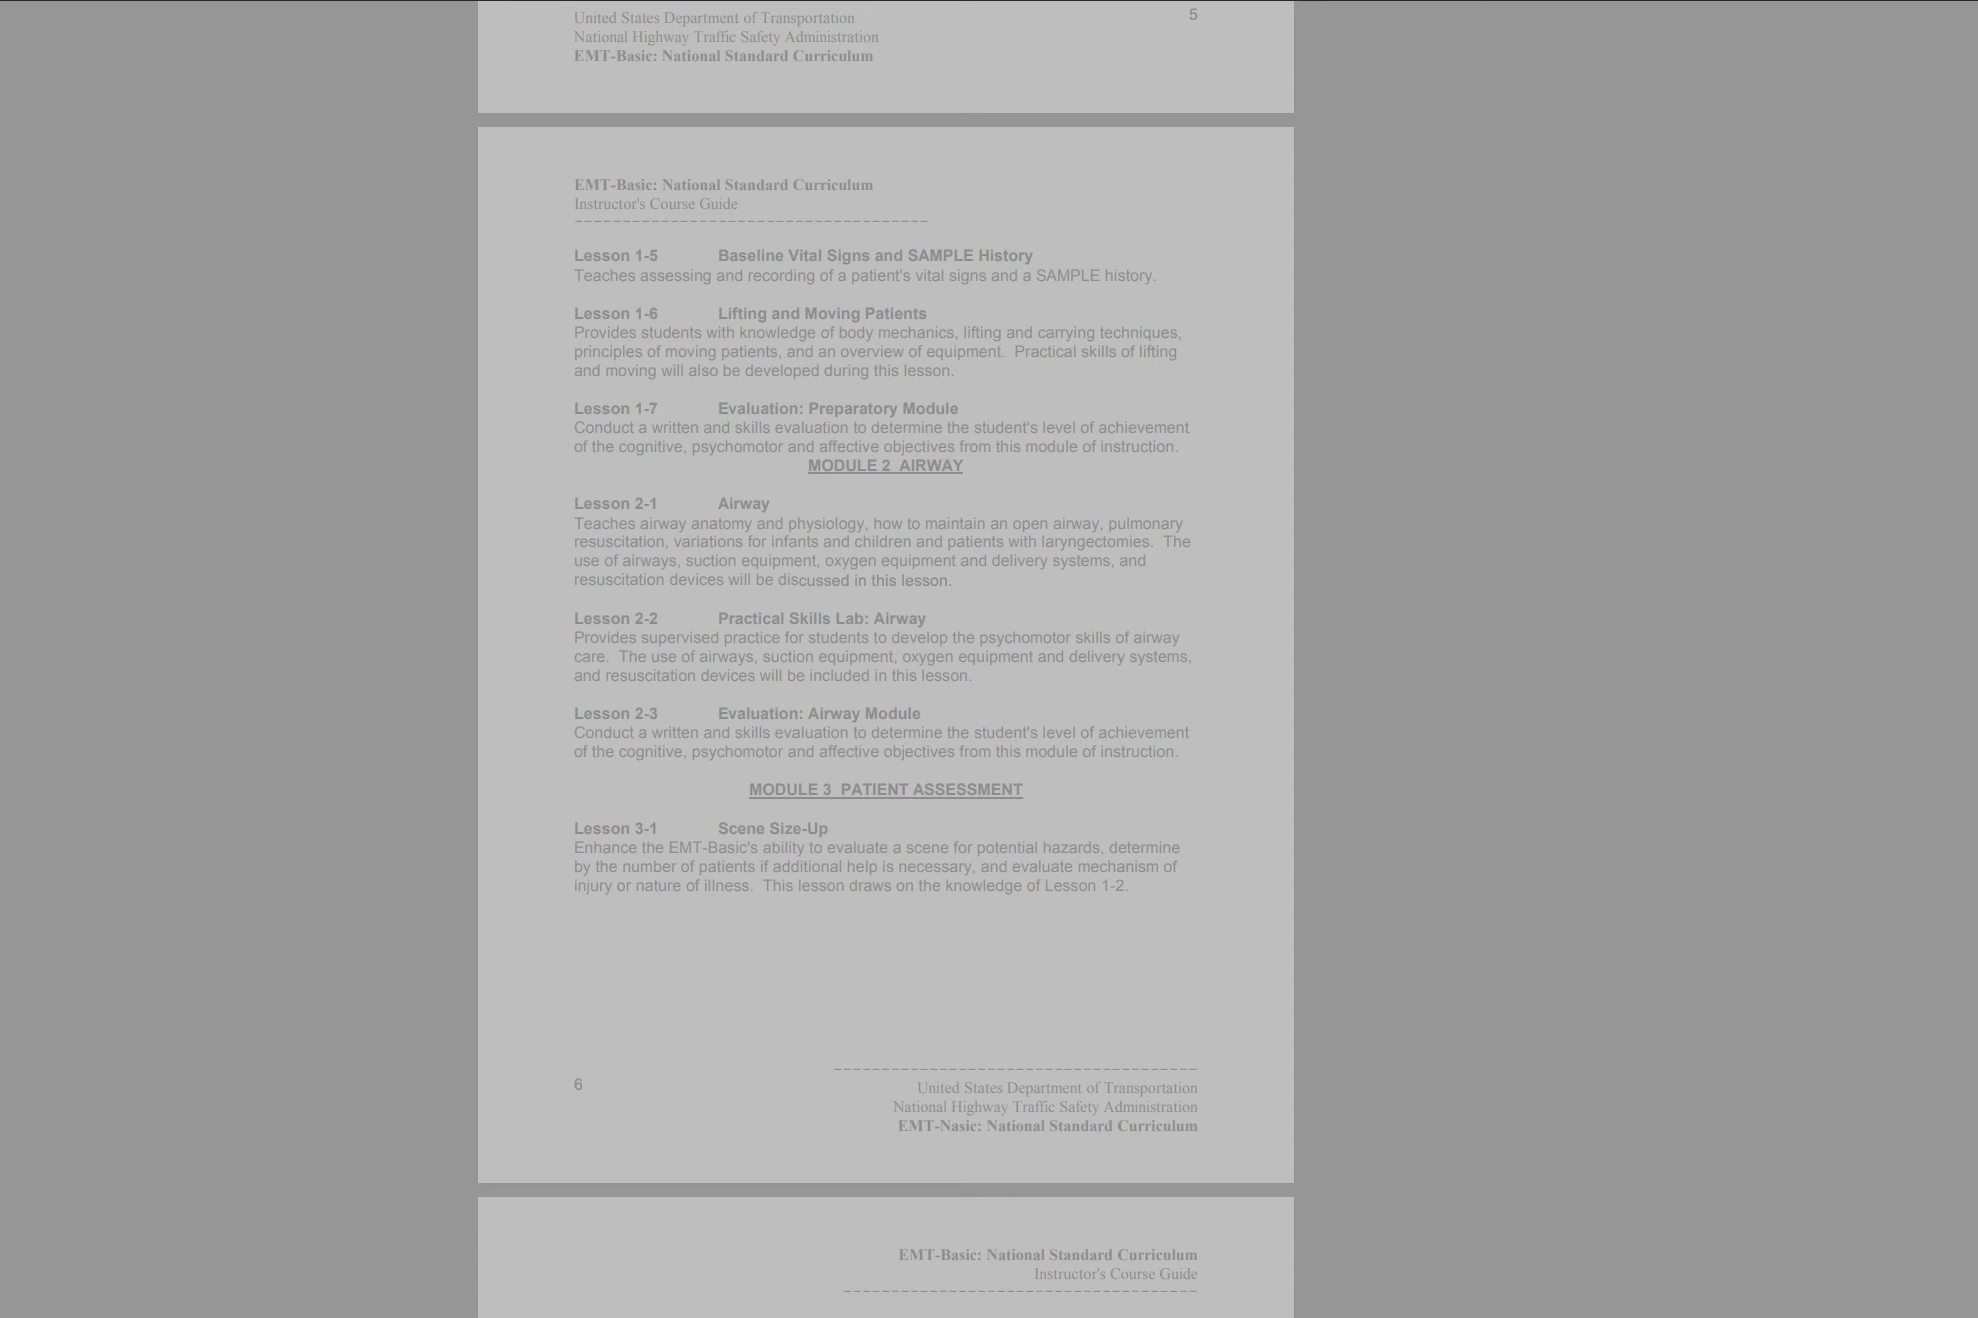 United States Department of Transportation
5
National Highway Traffic Safety Administration
EMT-Basic: National Standard Curriculum
EMT-Basic: National Standard Curriculum
Instructor's Course Guide
Lesson 1-5 Baseline Vital Signs and SAMPLE History
Teaches assessing and recording of a patient's vital signs and a SAMPLE history.
Lesson 1-6 Lifting and Moving Patients
Provides students with knowledge of body mechanics, lifting and carrying techniques,
principles of moving patients, and an overview of equipment.  Practical skills of lifting
and moving will also be developed during this lesson.
Lesson 1-7 Evaluation: Preparatory Module
Conduct a written and skills evaluation to determine the student's level of achievement
of the cognitive, psychomotor and affective objectives from this module of instruction.
MODULE 2  AIRWAY
Lesson 2-1 Airway
Teaches airway anatomy and physiology, how to maintain an open airway, pulmonary
resuscitation, variations for infants and children and patients with laryngectomies.  The
use of airways, suction equipment, oxygen equipment and delivery systems, and
resuscitation devices will be discussed in this lesson.
Lesson 2-2 Practical Skills Lab: Airway
Provides supervised practice for students to develop the psychomotor skills of airway
care.  The use of airways, suction equipment, oxygen equipment and delivery systems,
and resuscitation devices will be included in this lesson.
Lesson 2-3 Evaluation: Airway Module
Conduct a written and skills evaluation to determine the student's level of achievement
of the cognitive, psychomotor and affective objectives from this module of instruction.
MODULE 3  PATIENT ASSESSMENT
Lesson 3-1 Scene Size-Up
Enhance the EMT-Basic's ability to evaluate a scene for potential hazards, determine
by the number of patients if additional help is necessary, and evaluate mechanism of
injury or nature of illness.  This lesson draws on the knowledge of Lesson 1-2.
6
United States Department of Transportation
National Highway Traffic Safety Administration
EMT-Nasic: National Standard Curriculum
EMT-Basic: National Standard Curriculum
Instructor's Course Guide